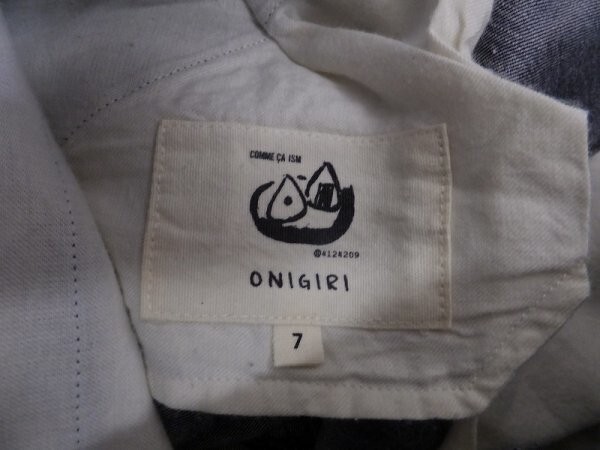 COMME ÇA ISM
@4124209
ONIGIRI
7